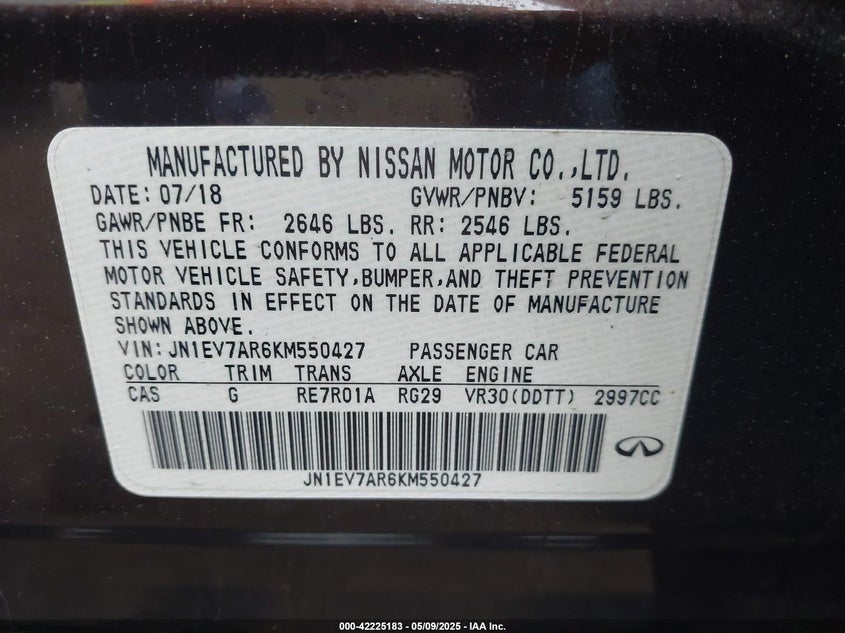 MANUFACTURED BY NISSAN MOTOR CO.,LTD.
DATE: 07/18 GVWR/PNBV: 5159 LBS.
GAWR/PNBE FR: 2646 LBS. RR: 2546 LBS.
THIS VEHICLE CONFORMS TO ALL APPLICABLE FEDERAL
MOTOR VEHICLE SAFETY,BUMPER,AND THEFT PREVENTION
STANDARDS IN EFFECT ON THE DATE OF MANUFACTURE
SHOWN ABOVE.
VIN:JN1EV7AR6KM550427 PASSENGER CAR
COLOR TRIM TRANS AXLE ENGINE
CAS G RE7R01A RG29 VR30(DDTT) 2997CC
JN1EV7AR6KM550427
000-42225183 - 05/09/2025 - IAA Inc.